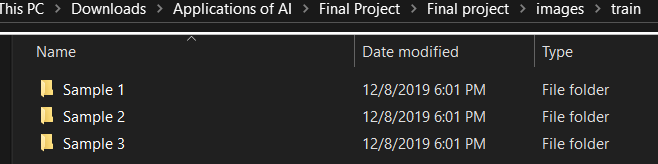 This PC > Downloads > Applications of AI > Final Project > Final project > images > train
Name Date modified Type
Sample 1 12/8/2019 6:01 PM File folder
Sample 2 12/8/2019 6:01 PM File folder
Sample 3 12/8/2019 6:01 PM File folder